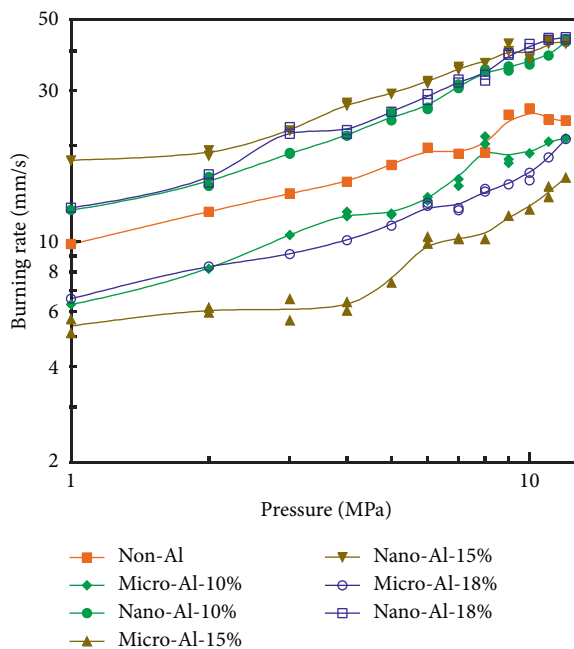 50
30
10
8
6
4
2
Burning rate (mm/s)
1
10
Pressure (MPa)
Non-Al
Micro-Al-10%
Nano-Al-10%
Micro-Al-15%
Nano-Al-15%
Micro-Al-18%
Nano-Al-18%